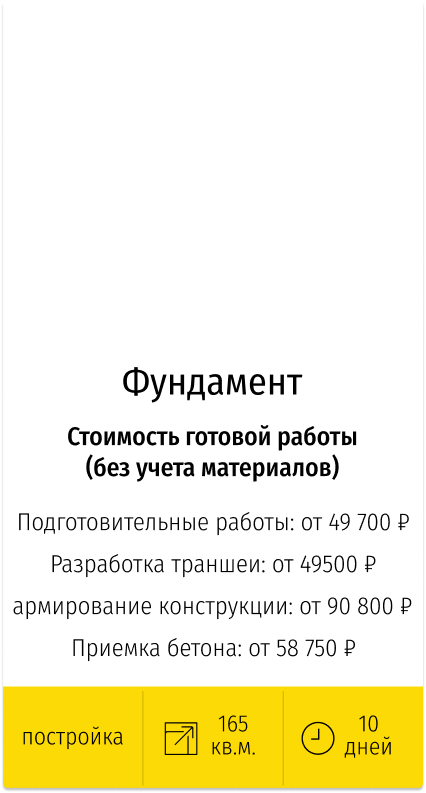 Фундамент
Стоимость готовой работы
(без учета материалов)
Подготовительные работы: от 49 700 ₽
Разработка траншеи: от 49500 ₽
армирование конструкции: от 90 800 ₽
Приемка бетона: от 58 750 ₽
постройка
165
кв.м.
10
дней